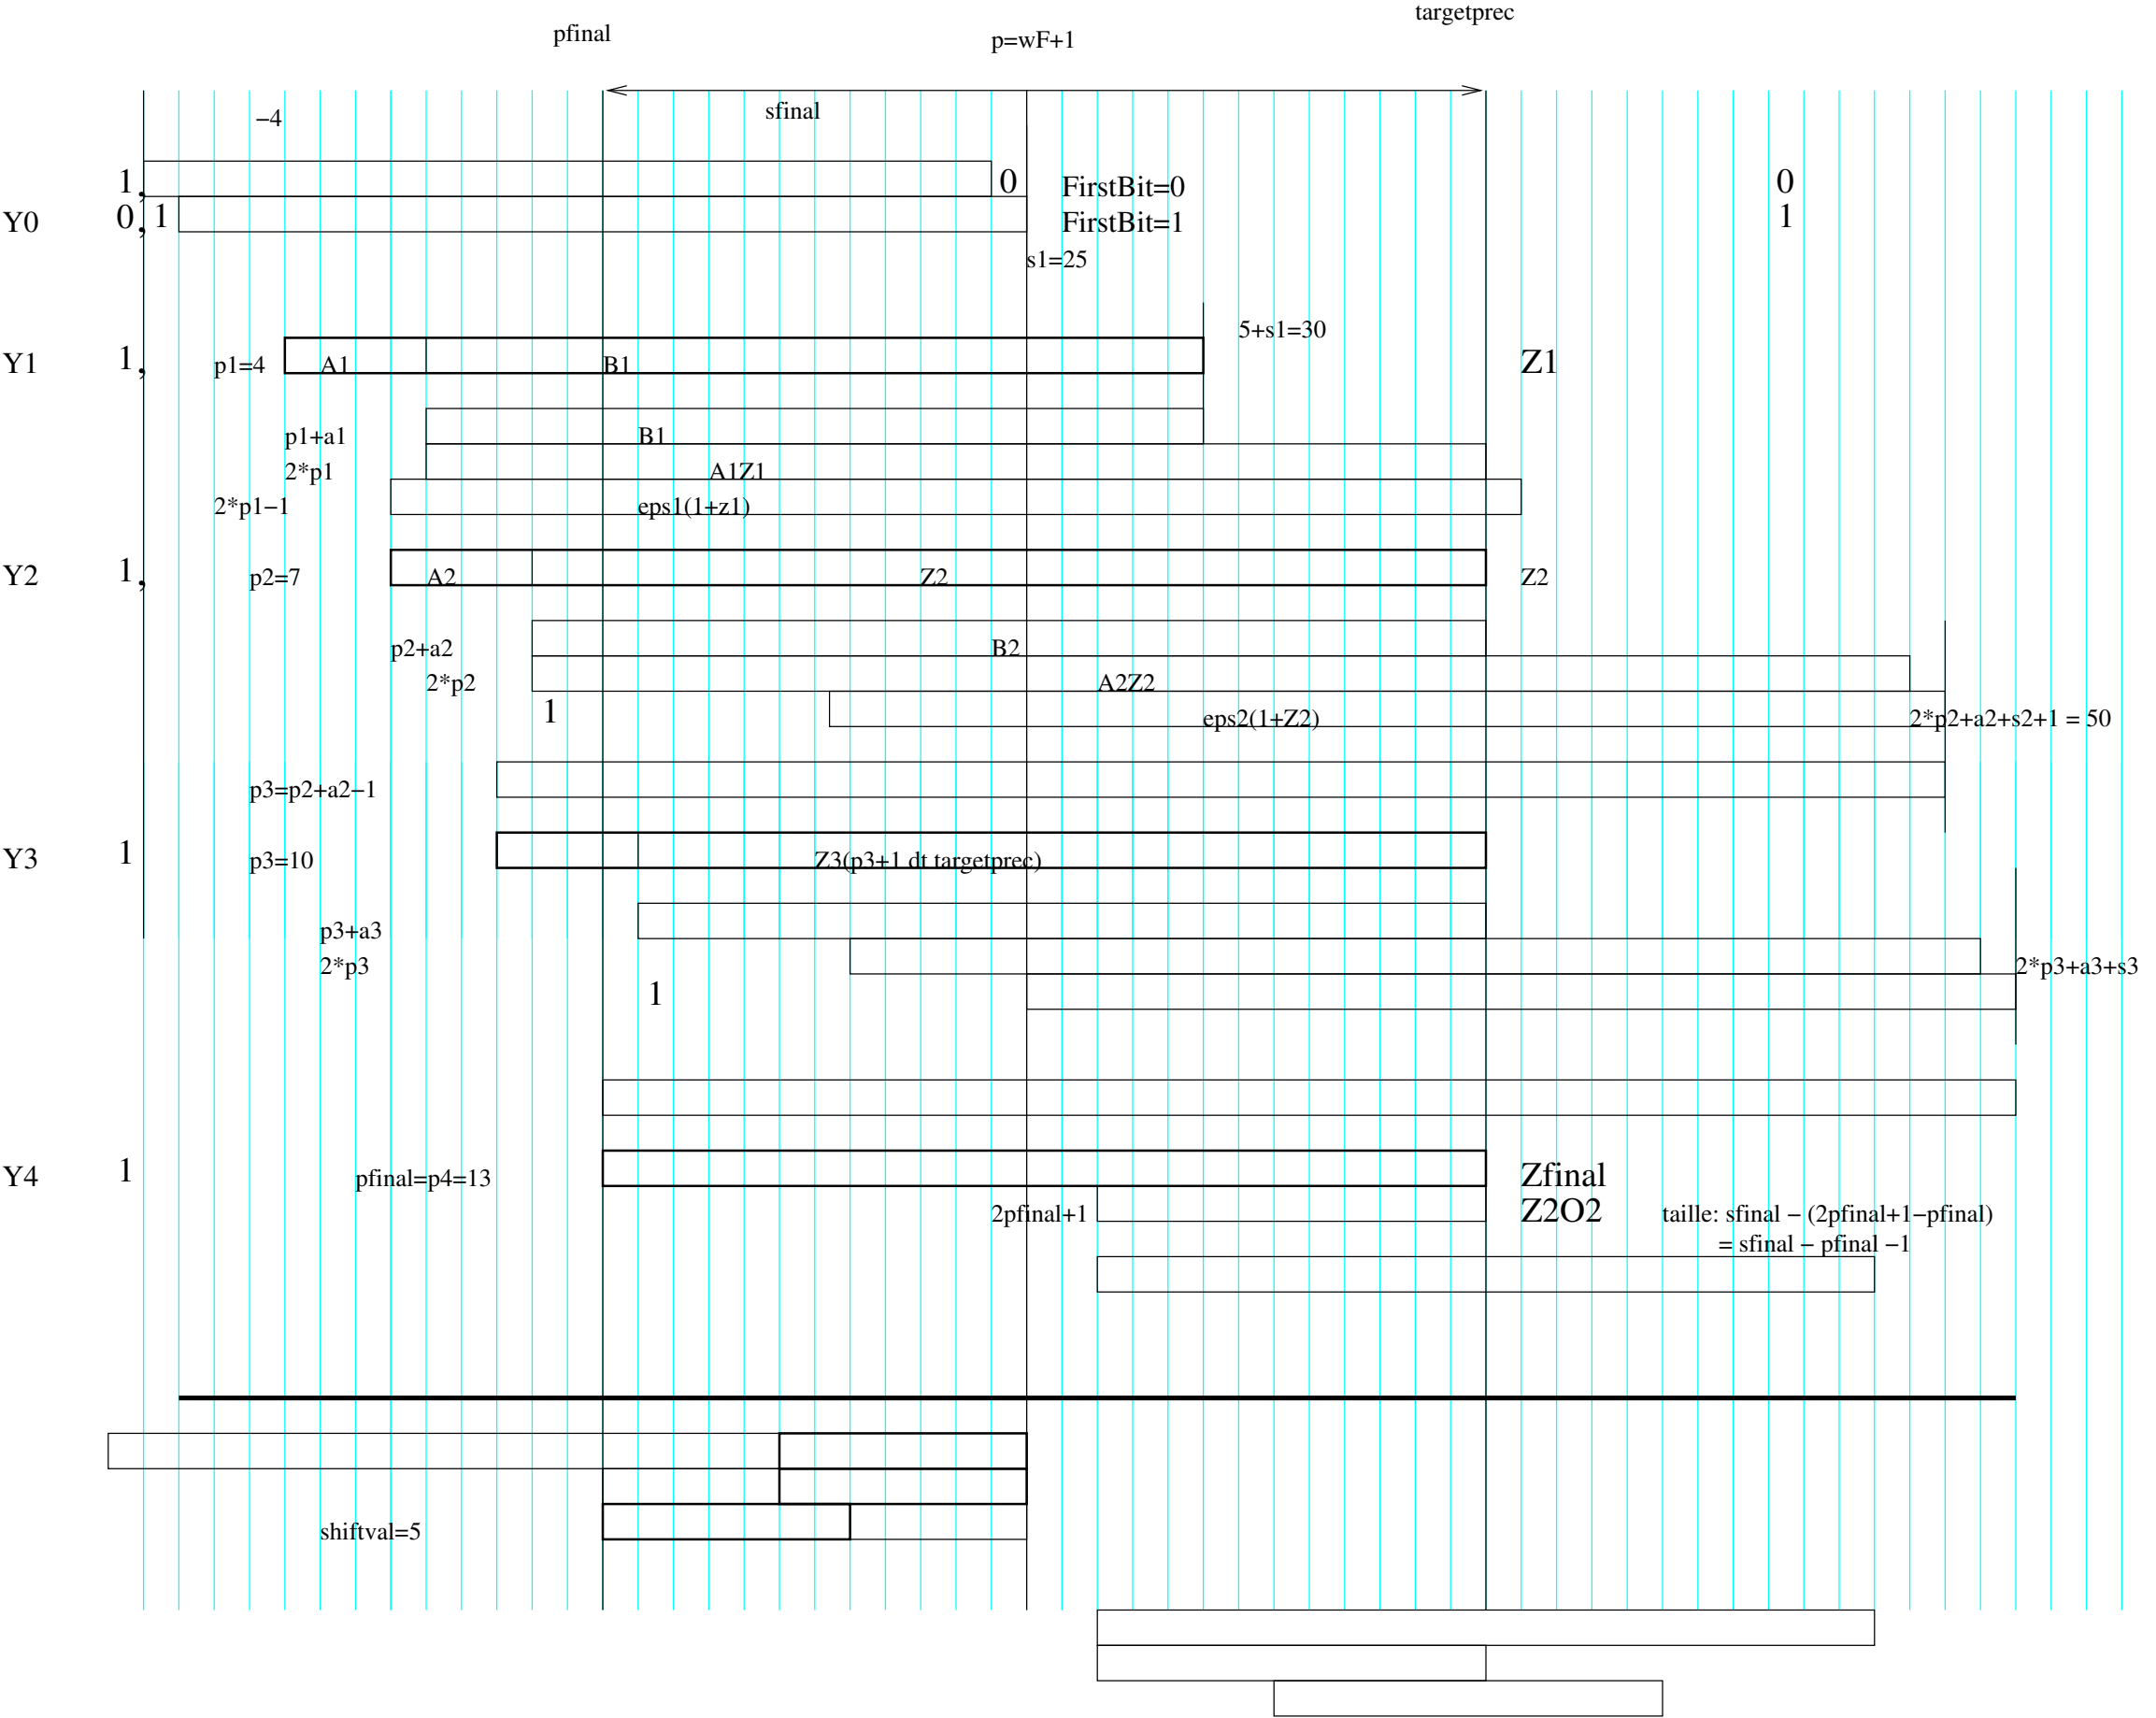 targetprec
pfinal
p=wF+1
sfinal
−4
1, 0 FirstBit=0 0
Y0 0,1 FirstBit=1 1
s1=25
5+s1=30
Y1 1, p1=4 A1 B1 Z1
p1+a1 B1
2*p1 A1Z1
2*p1−1 eps1(1+z1)
Y2 1, p2=7 A2 Z2 Z2
p2+a2 B2
2*p2 A2Z2
1 eps2(1+Z2) 2*p2+a2+s2+1 = 50
p3=p2+a2−1
Y3 1 p3=10 Z3(p3+1 dt targetprec)
p3+a3
2*p3 2*p3+a3+s3
1
Y4 1 pfinal=p4=13 Zfinal
2pfinal+1 Z2O2 taille: sfinal − (2pfinal+1−pfinal)
= sfinal − pfinal −1
shiftval=5